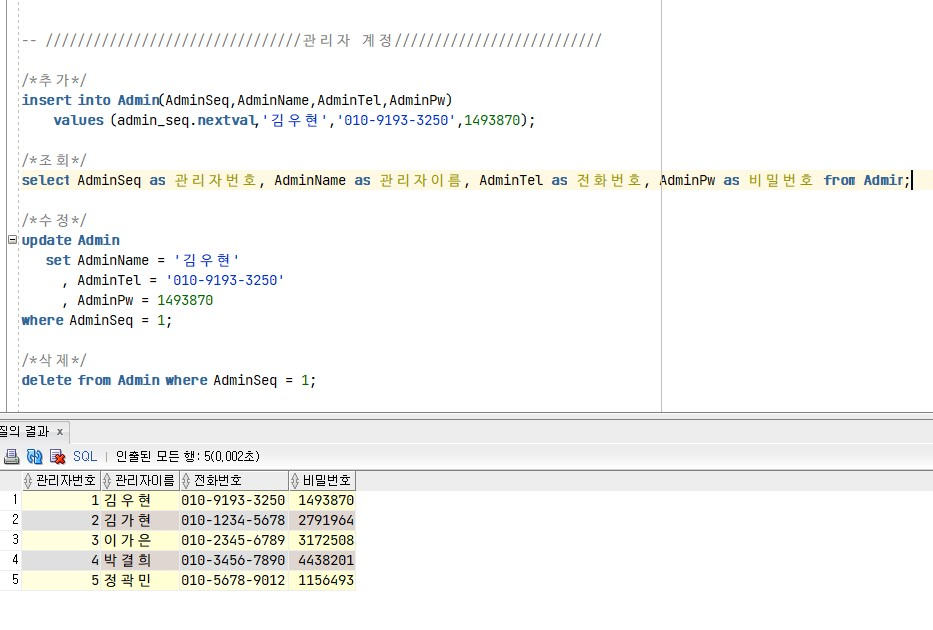 -- ////////////////////////////////관리자 계정//////////////////////////
/*추가*/
insert into Admin(AdminSeq,AdminName,AdminTel,AdminPw)
values (admin_seq.nextval,'김우현','010-9193-3250',1493870);
/*조회*/
select AdminSeq as 관리자번호, AdminName as 관리자이름, AdminTel as 전화번호, AdminPw as 비밀번호 from Admin;
/*수정*/
update Admin
set AdminName = '김우현'
, AdminTel = '010-9193-3250'
, AdminPw = 1493870
where AdminSeq = 1;
/*삭제*/
delete from Admin where AdminSeq = 1;
질의 결과 x
SQL | 인출된 모든 행: 5(0,002초)
관리자번호 관리자이름 전화번호 비밀번호
1 1 김우현 010-9193-3250 1493870
2 2 김가현 010-1234-5678 2791964
3 3 이가은 010-2345-6789 3172508
4 4 박결희 010-3456-7890 4438201
5 5 정곽민 010-5678-9012 1156493